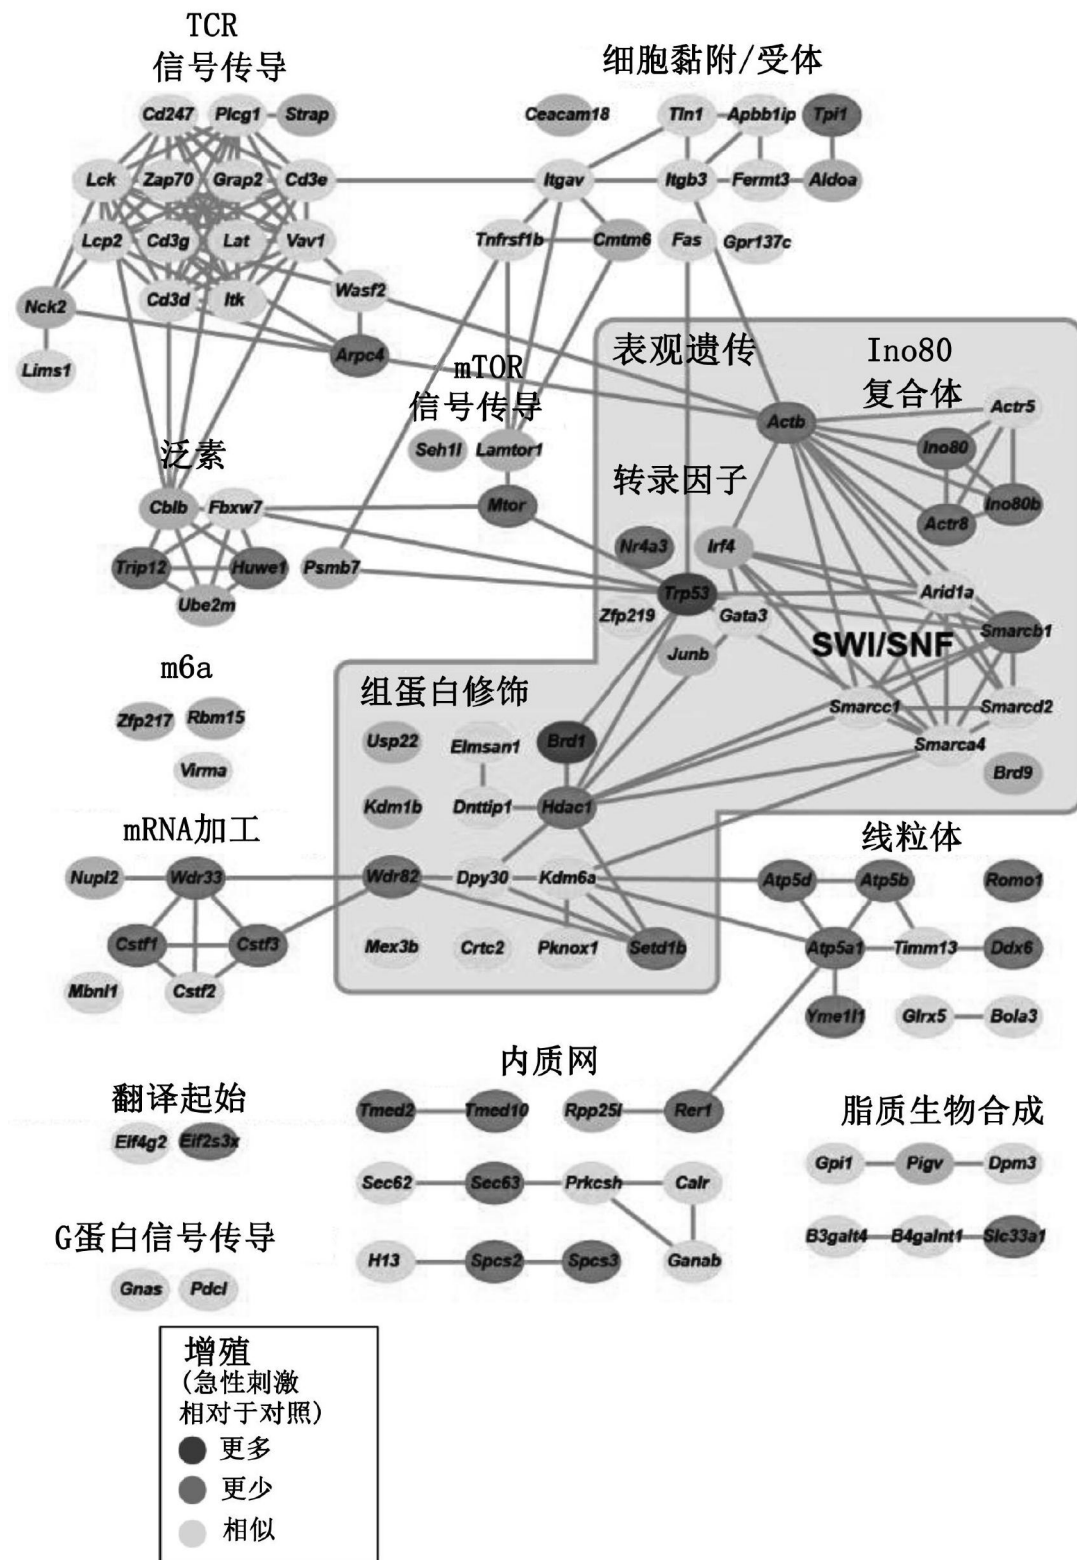 TCR
信号传导
细胞黏附/受体
Cd247 Plcg1 Strap
Ceacam18 Tln1 Apbb1ip Tpi1
Lck Zap70 Grap2 Cd3e Itgav Itgb3 Fermt3 Aldoa
Lcp2 Cd3g Lat Vav1 Tnfrsf1b Cmtm6 Fas Gpr137c
Nck2 Cd3d Itk Wasf2
Lims1 Arpc4
表观遗传
Ino80
复合体
mTOR
信号传导
Actb Actr5
Seh1l Lamtor1 Ino80
泛素
转录因子
Cblb Fbxw7 Mtor Ino80b
Actr8
Nr4a3 Irf4
Trip12 Huwe1 Psmb7 Trp53 Arid1a
Ube2m Zfp219 Gata3 Smarcb1
SWI/SNF
Junb
m6a
组蛋白修饰
Zfp217 Rbm15 Smarcc1 Smarcd2
Usp22 Elmsan1 Brd1 Smarca4
Virma Brd9
Kdm1b Dnttip1 Hdac1
mRNA加工
线粒体
Nupl2 Wdr33 Wdr82 Dpy30 Kdm6a Atp5d Atp5b Romo1
Cstf1 Cstf3 Mex3b Crtc2 Pknox1 Setd1b Atp5a1 Timm13 Ddx6
Mbnl1 Cstf2
Yme1l1 Glrx5 Bola3
内质网
翻译起始
Tmed2 Tmed10 Rpp25l Rer1
脂质生物合成
Eif4g2 Eif2s3x
Gpi1 Pigv Dpm3
Sec62 Sec63 Prkcsh Calr
G蛋白信号传导
B3galt4 B4galnt1 Slc33a1
H13 Spcs2 Spcs3 Ganab
Gnas Pdcl
增殖
(急性刺激
相对于对照)
更多
更少
相似